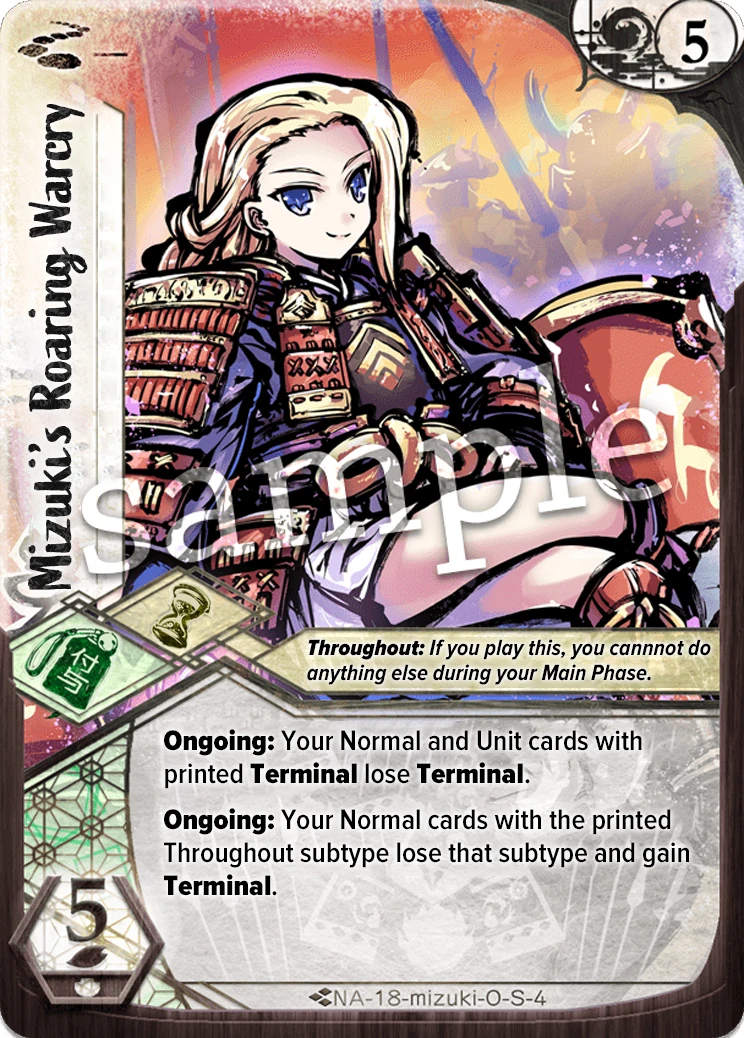 5
Mizuki's Roaring Warcry
sample
付与
Throughout: If you play this, you cannnot do
anything else during your Main Phase.
Ongoing: Your Normal and Unit cards with
printed Terminal lose Terminal.
Ongoing: Your Normal cards with the printed
Throughout subtype lose that subtype and gain
Terminal.
5
NA-18-mizuki-O-S-4